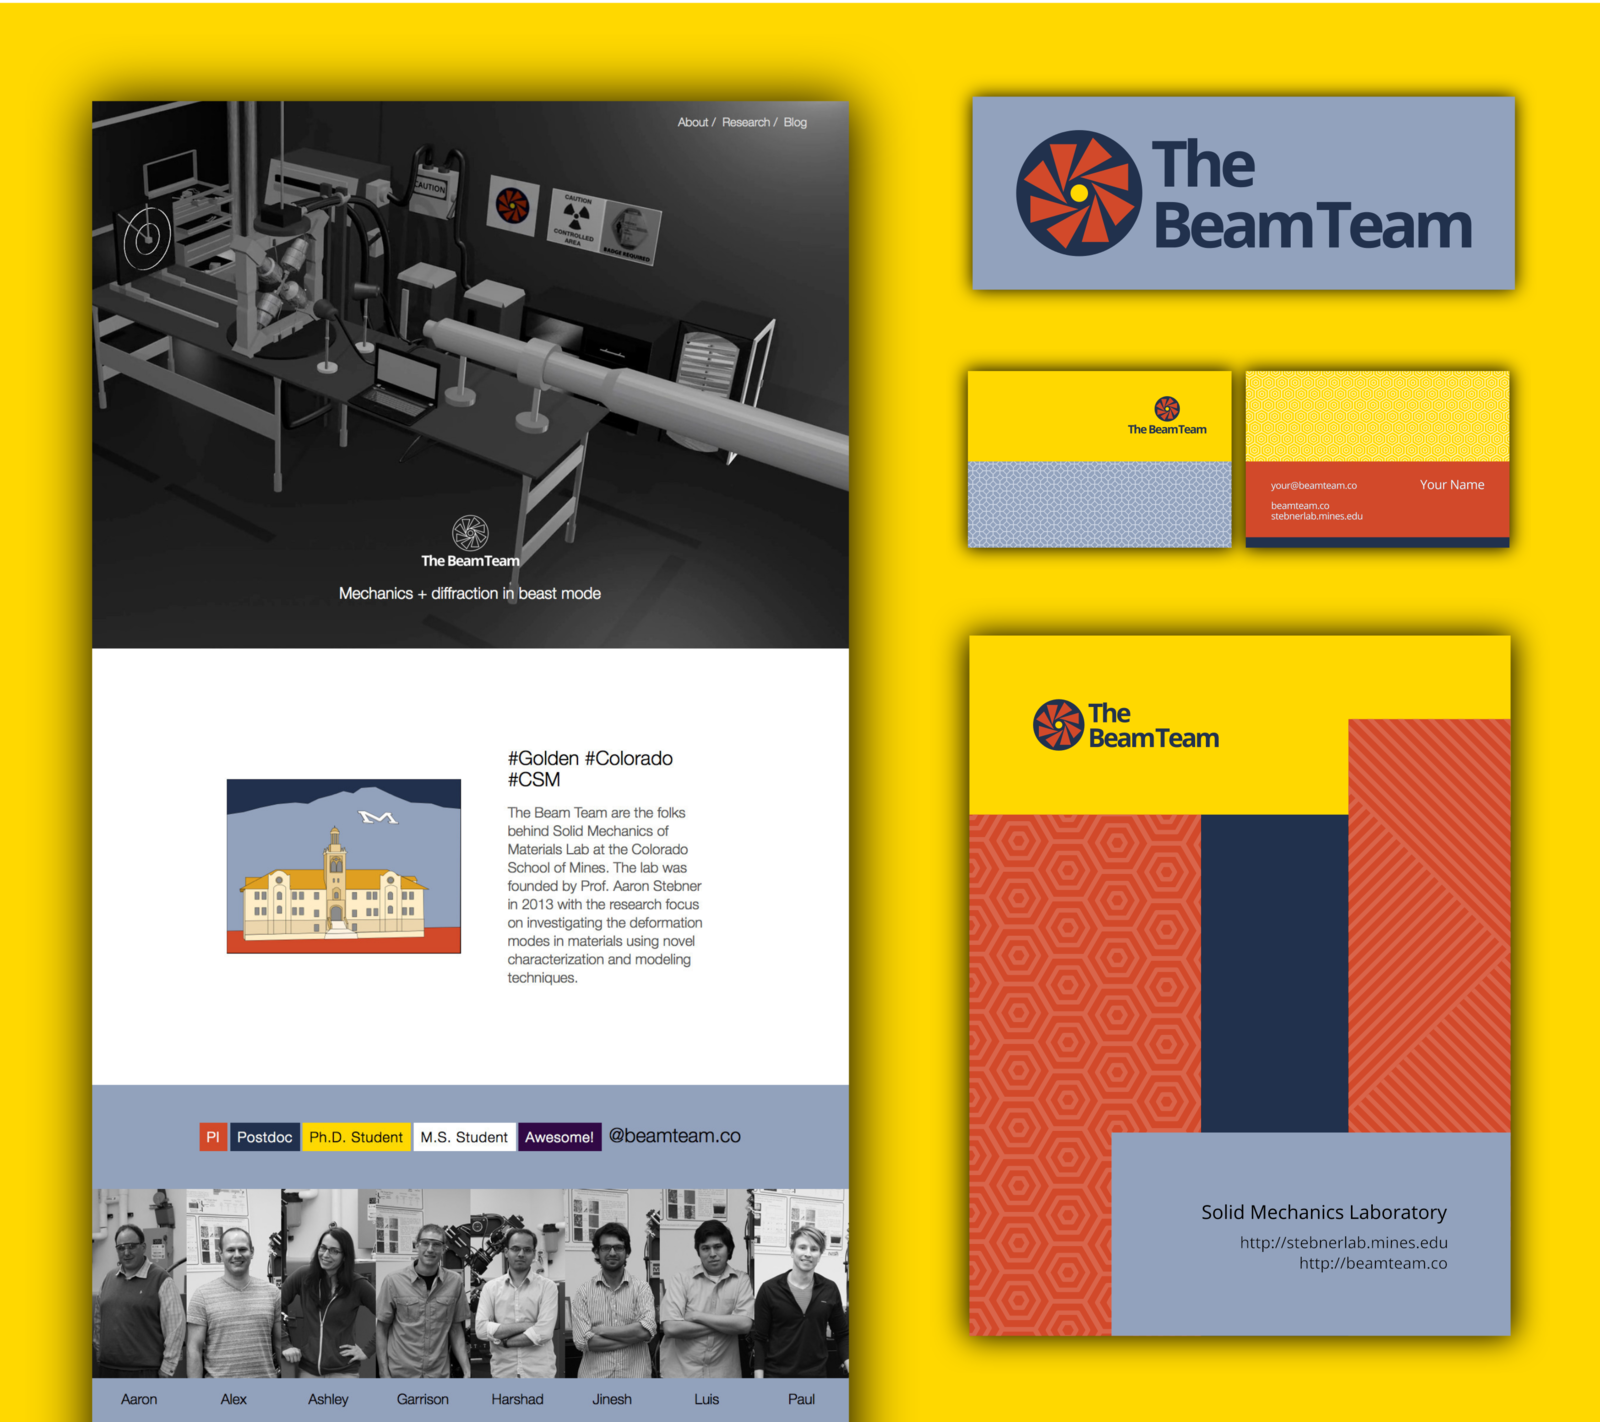 About / Research / Blog
CAUTION
CAUTION
CONTROLLED
AREA
BADGE REQUIRED
The BeamTeam
Mechanics + diffraction in beast mode
#Golden #Colorado
#CSM
The Beam Team are the folks
behind Solid Mechanics of
Materials Lab at the Colorado
School of Mines. The lab was
founded by Prof. Aaron Stebner
in 2013 with the research focus
on investigating the deformation
modes in materials using novel
characterization and modeling
techniques.
M
PI Postdoc Ph.D. Student M.S. Student Awesome! @beamteam.co
Aaron Alex Ashley Garrison Harshad Jinesh Luis Paul
The
BeamTeam
The BeamTeam
your@beamteam.co Your Name
beamteam.co
stebnerlab.mines.edu
The
BeamTeam
Solid Mechanics Laboratory
http://stebnerlab.mines.edu
http://beamteam.co